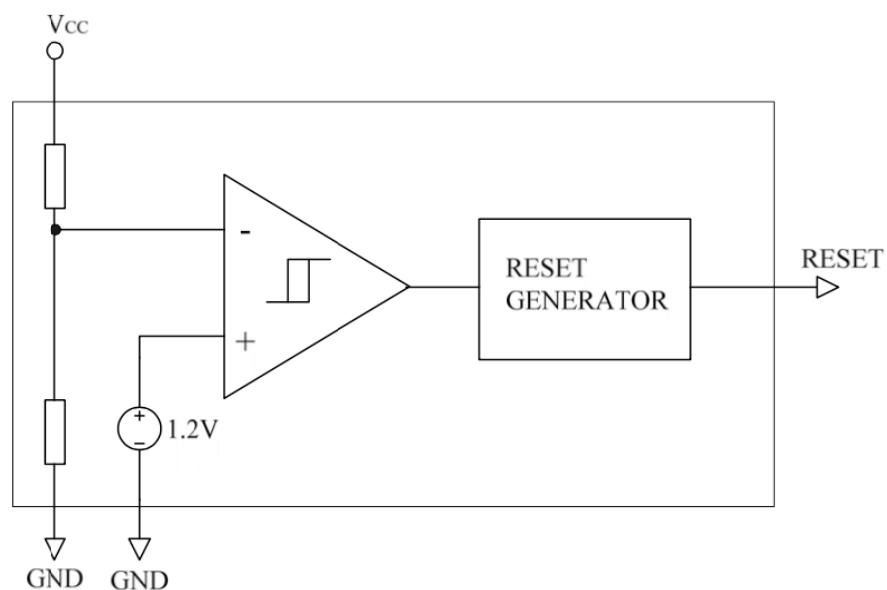 Vcc
-
RESET
GENERATOR
RESET
+
+
1.2V
−
GND
GND